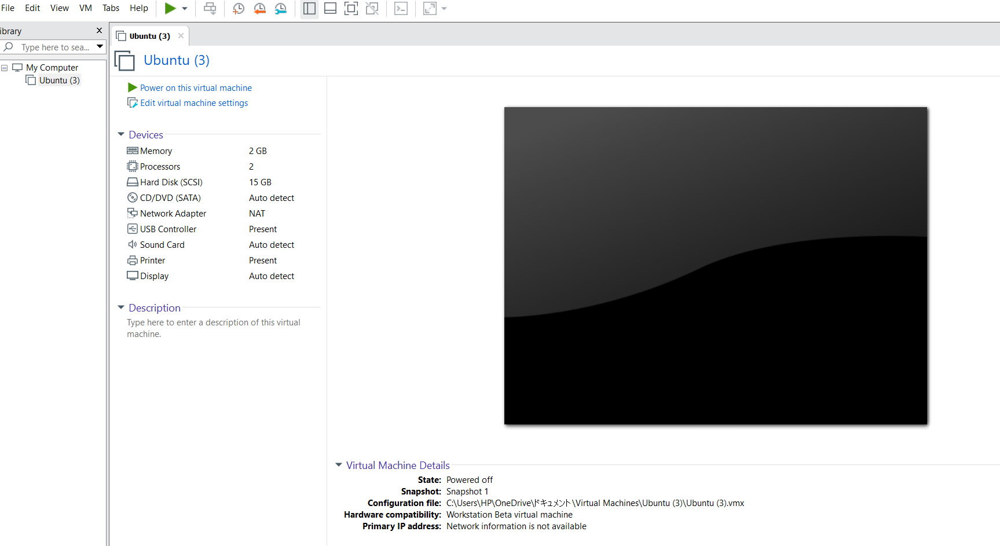 File Edit View VM Tabs Help
ibrary
Type here to sea...
My Computer
Ubuntu (3)
Ubuntu (3)
Ubuntu (3)
Power on this virtual machine
Edit virtual machine settings
Devices
Memory 2 GB
Processors 2
Hard Disk (SCSI) 15 GB
CD/DVD (SATA) Auto detect
Network Adapter NAT
USB Controller Present
Sound Card Auto detect
Printer Present
Display Auto detect
Description
Type here to enter a description of this virtual
machine.
Virtual Machine Details
State: Powered off
Snapshot: Snapshot 1
Configuration file: C:\Users\HP\OneDrive\ドキュメント\Virtual Machines\Ubuntu (3)\Ubuntu (3).vmx
Hardware compatibility: Workstation Beta virtual machine
Primary IP address: Network information is not available